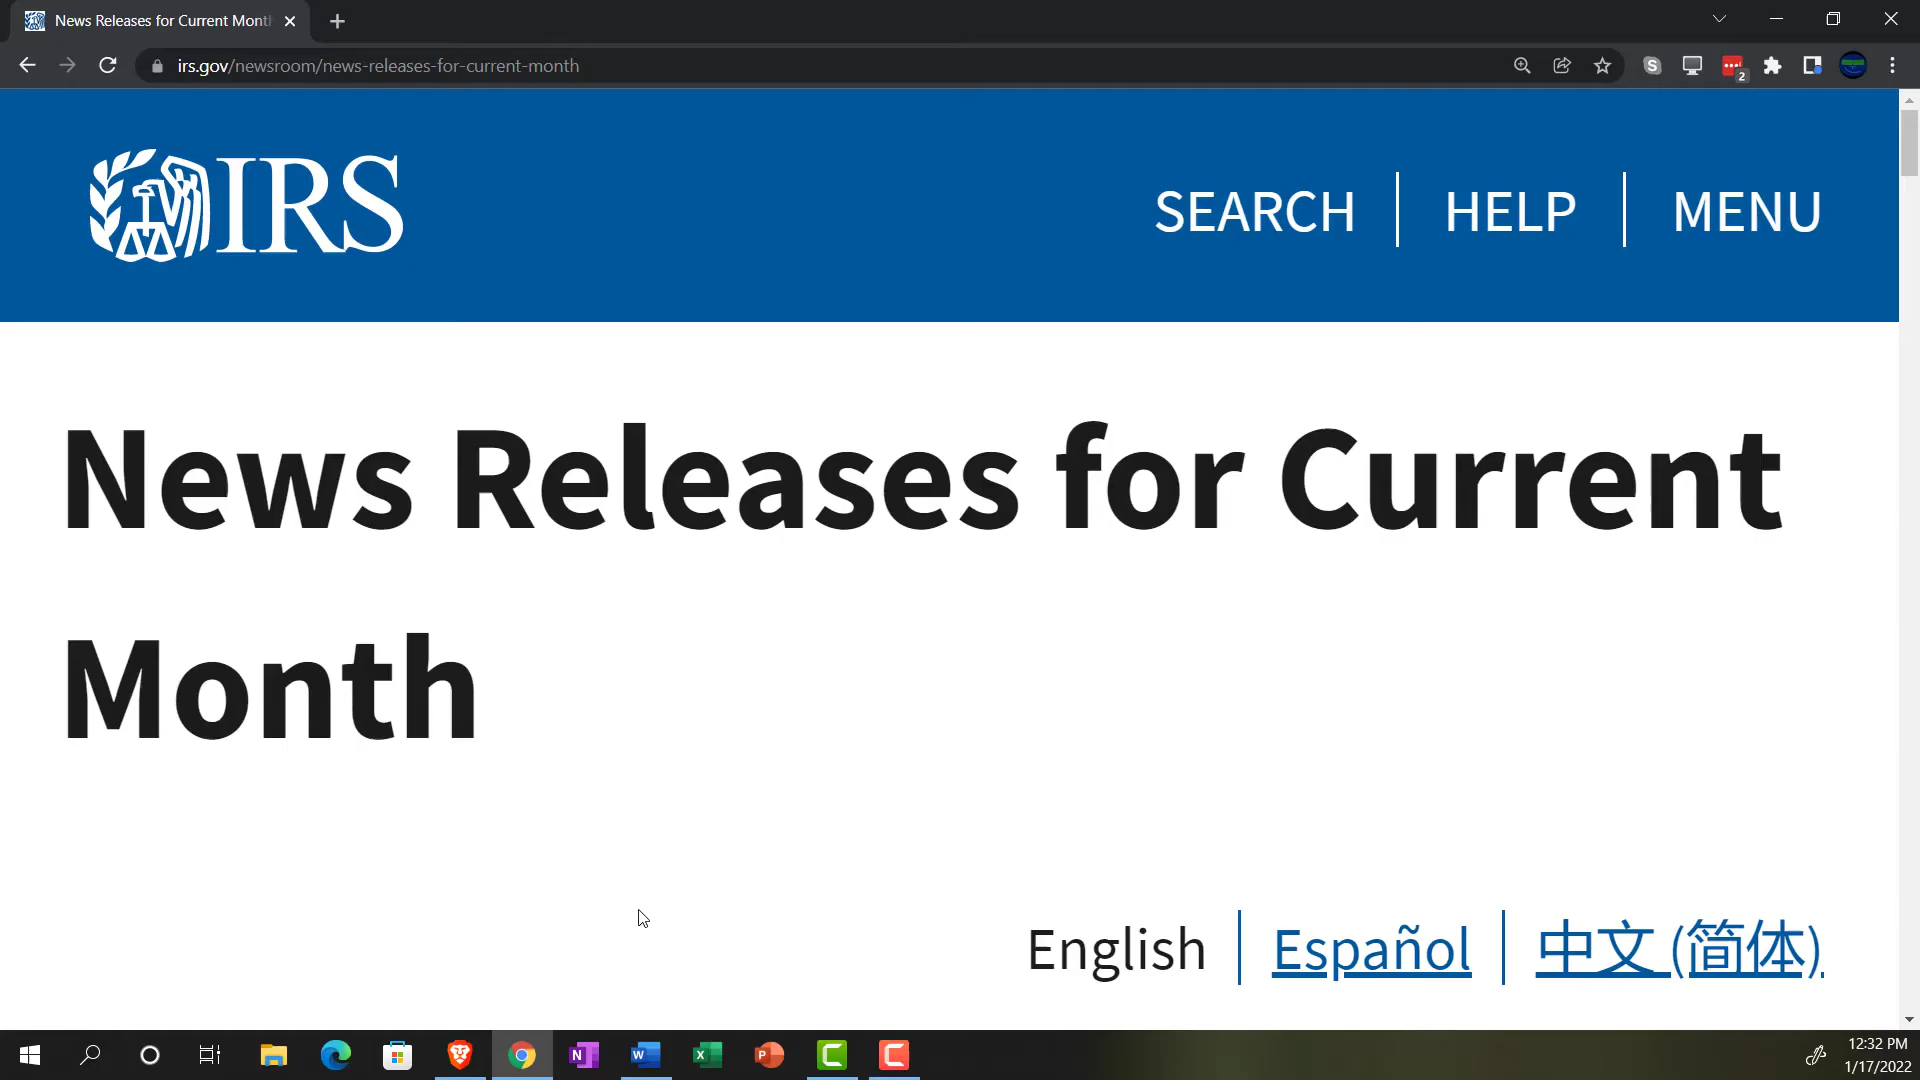 News Releases for Current Mont
irs.gov/newsroom/news-releases-for-current-month
S
2
IRS
SEARCH
HELP
MENU
News Releases for Current
Month
English
Español
中文 (简体)
N
W
X
P
C
C
12:32 PM
1/17/2022